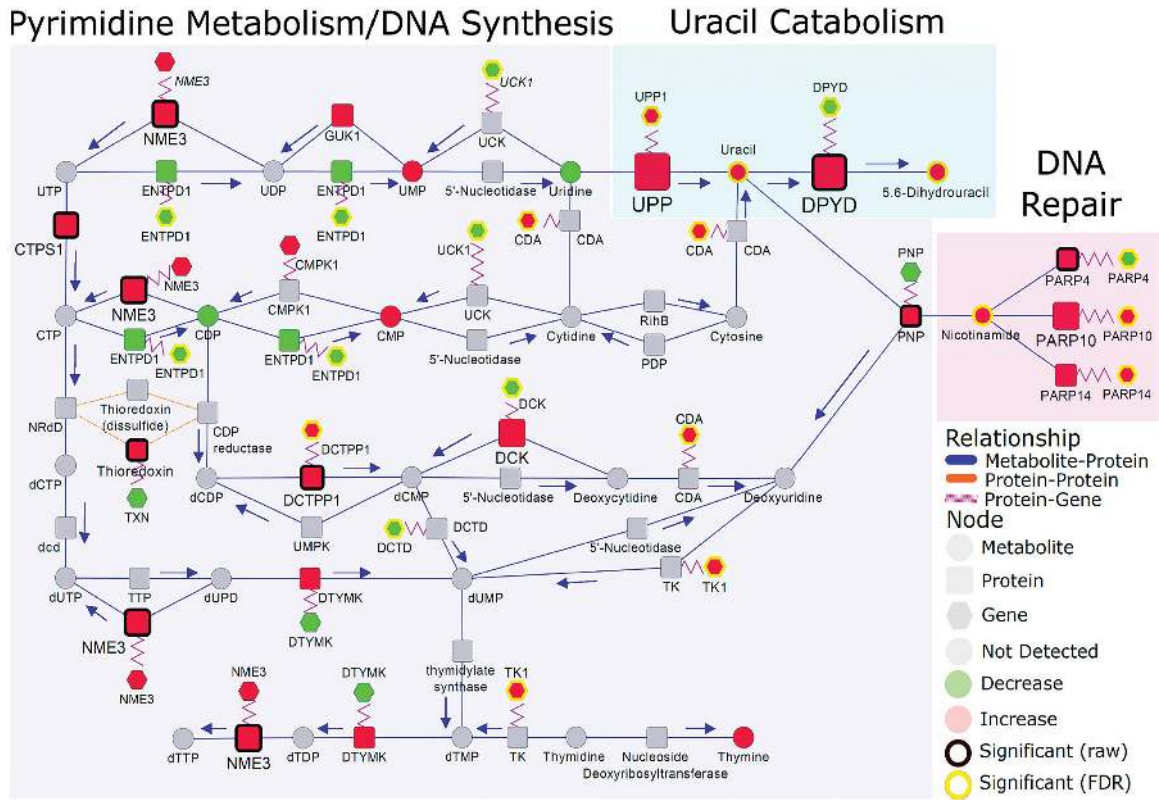 Pyrimidine Metabolism/DNA Synthesis
Uracil Catabolism
NME3
UCK1
UPP1
DPYD
NME3
GUK1
UCK
Uracil
DNA
Repair
UTP
ENTPD1
UDP
ENTPD1
UMP
5'-Nucleotidase
Uridine
UPP
DPYD
5.6-Dihydrouracil
ENTPD1
ENTPD1
CDA
CDA
CDA
CDA
CTPS1
UCK1
PNP
CMPK1
NME3
PARP4
PARP4
NME3
CMPK1
UCK
RihB
CTP
CDP
CMP
Cytidine
Cytosine
PNP
Nicotinamide
PARP10
PARP10
ENTPD1
ENTPD1
ENTPD1
ENTPD1
5'-Nucleotidase
PDP
PARP14
PARP14
Thioredoxin
(dissulfide)
DCK
NRdD
CDP
reductase
CDA
DCTPP1
DCK
Thioredoxin
dCTP
dCDP
DCTPP1
dCMP
5'-Nucleotidase
Deoxycytidine
CDA
Deoxyuridine
TXN
UMPK
DCTD
DCTD
dcd
5'-Nucleotidase
dUTP
TTP
dUPD
DTYMK
dUMP
TK
TK1
NME3
DTYMK
NME3
thymidylate
synthase
NME3
DTYMK
TK1
dTTP
NME3
dTDP
DTYMK
dTMP
TK
Thymidine
Nucleoside
Deoxyribosyltransferase
Thymine
Relationship
Metabolite-Protein
Protein-Protein
Protein-Gene
Node
Metabolite
Protein
Gene
Not Detected
Decrease
Increase
Significant (raw)
Significant (FDR)